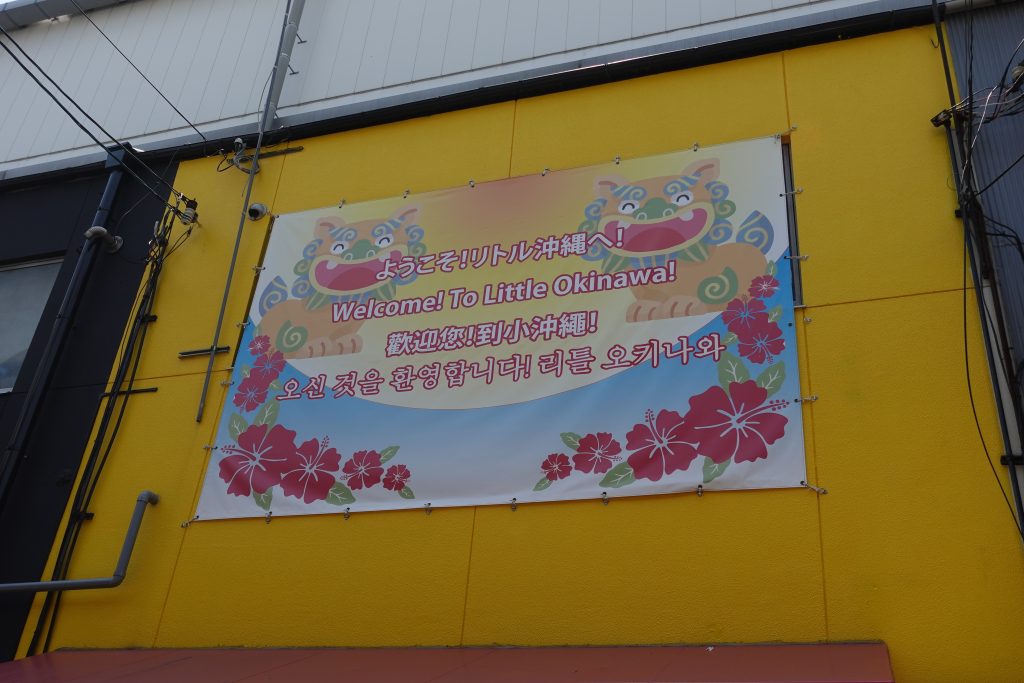 ようこそ!リトル沖縄へ!
Welcome! To Little Okinawa!
歡迎您!到小沖繩!
오신 것을 환영합니다! 리틀 오키나와